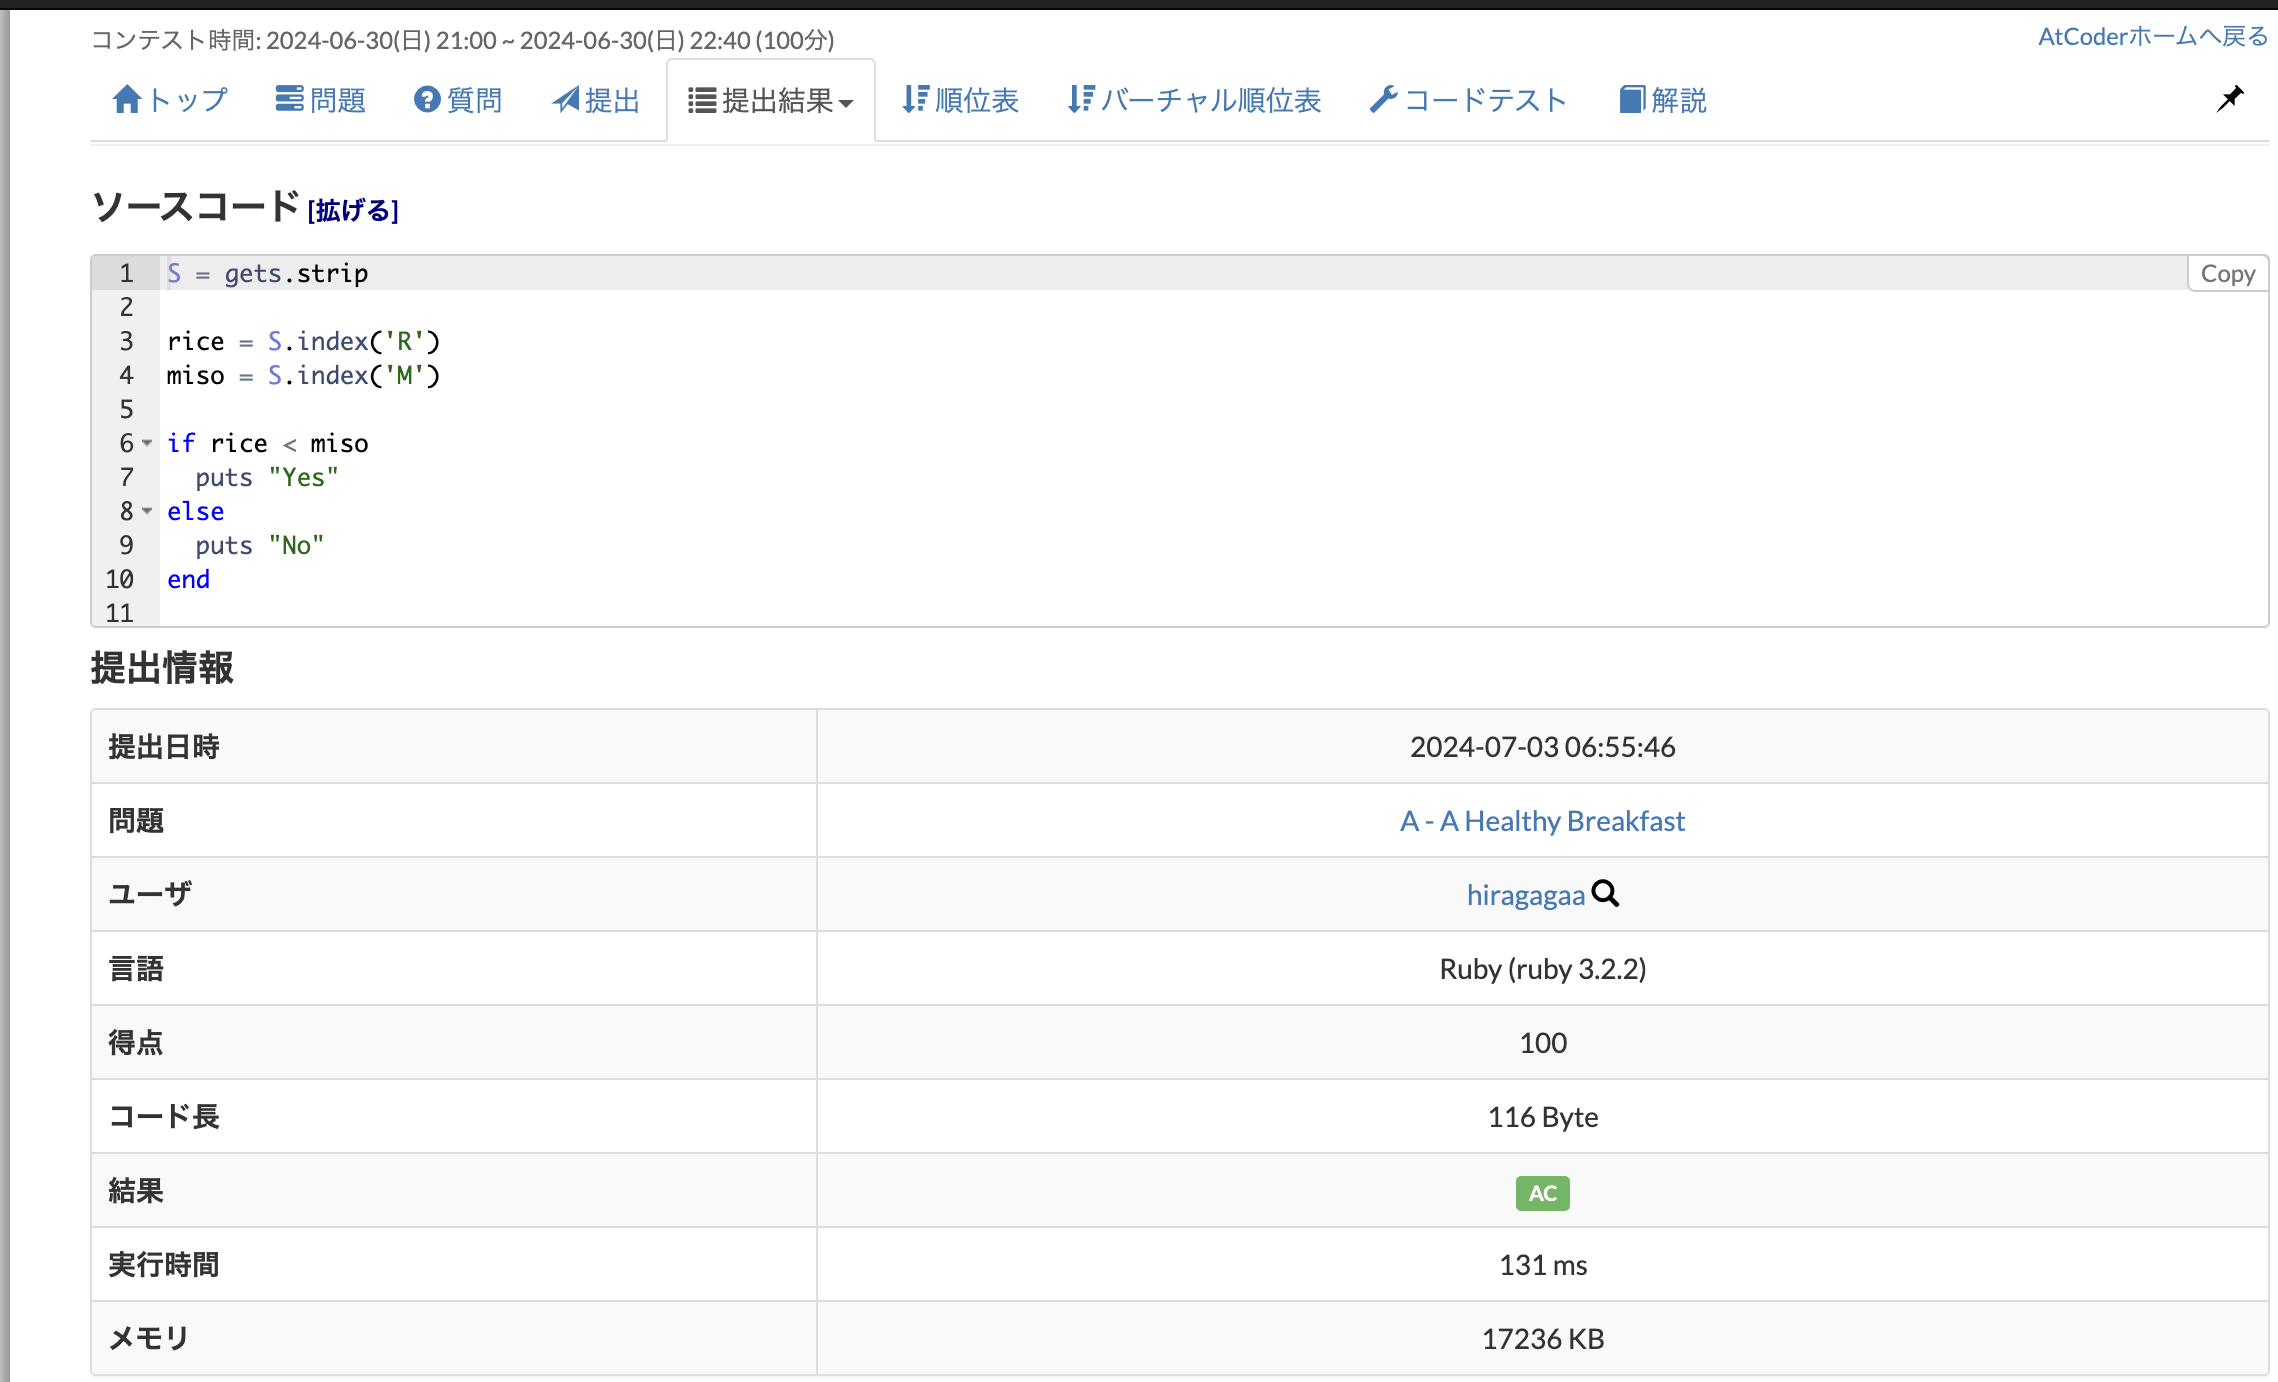 コンテスト時間: 2024-06-30(日) 21:00 ~ 2024-06-30(日) 22:40 (100分)
AtCoderホームへ戻る
トップ 問題 質問 提出 提出結果 順位表 バーチャル順位表 コードテスト 解説
ソースコード [拡げる]
Copy
1 S = gets.strip
2
3 rice = S.index('R')
4 miso = S.index('M')
5
6 if rice < miso
7   puts "Yes"
8 else
9   puts "No"
10 end
11
提出情報
提出日時 2024-07-03 06:55:46
問題 A - A Healthy Breakfast
ユーザ hiragagaa
言語 Ruby (ruby 3.2.2)
得点 100
コード長 116 Byte
結果 AC
実行時間 131 ms
メモリ 17236 KB